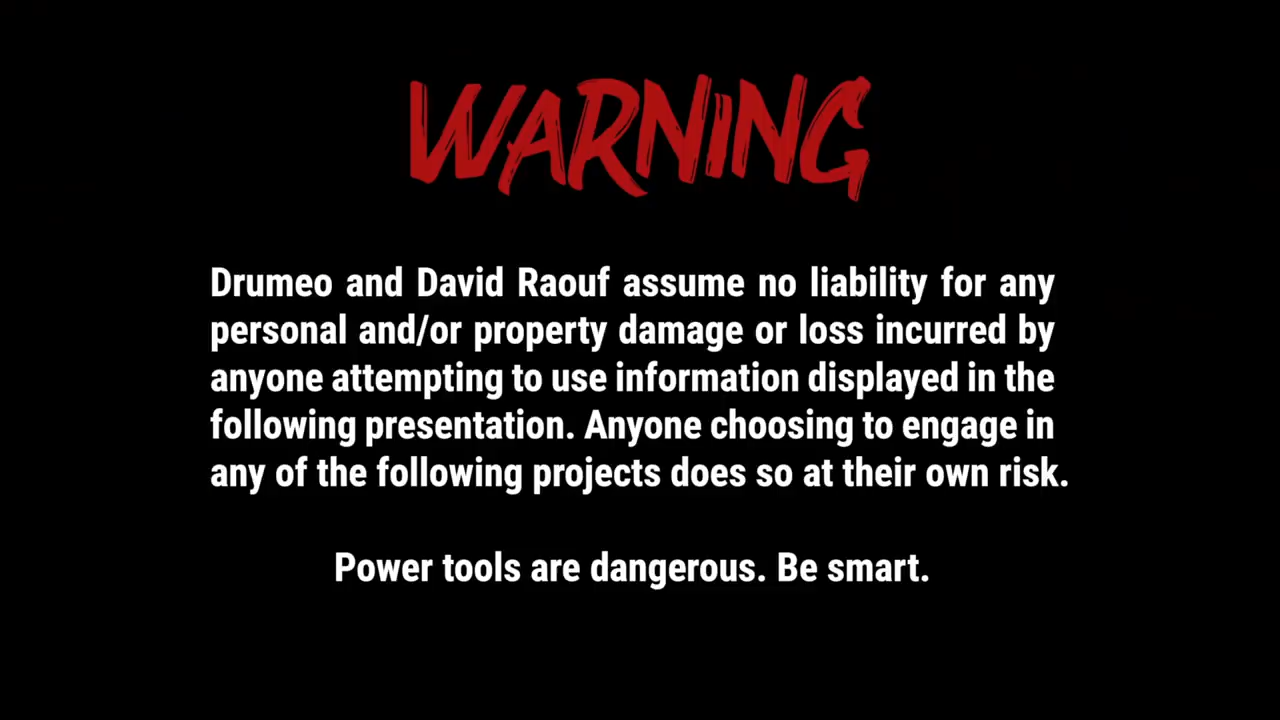 WARNING
Drumeo and David Raouf assume no liability for any
personal and/or property damage or loss incurred by
anyone attempting to use information displayed in the
following presentation. Anyone choosing to engage in
any of the following projects does so at their own risk.
Power tools are dangerous. Be smart.